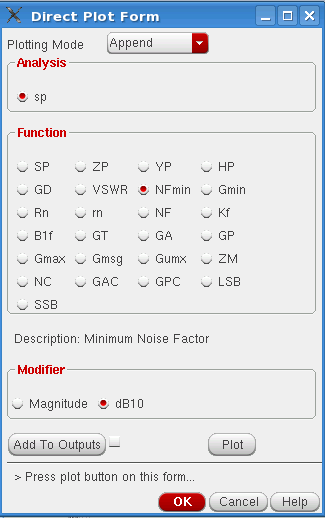 Direct Plot Form
Plotting Mode Append
Analysis
sp
Function
SP ZP YP HP
GD VSWR NFmin Gmin
Rn rn NF Kf
B1f GT GA GP
Gmax Gmsg Gumx ZM
NC GAC GPC LSB
SSB
Description: Minimum Noise Factor
Modifier
Magnitude dB10
Add To Outputs Plot
> Press plot button on this form...
OK Cancel Help